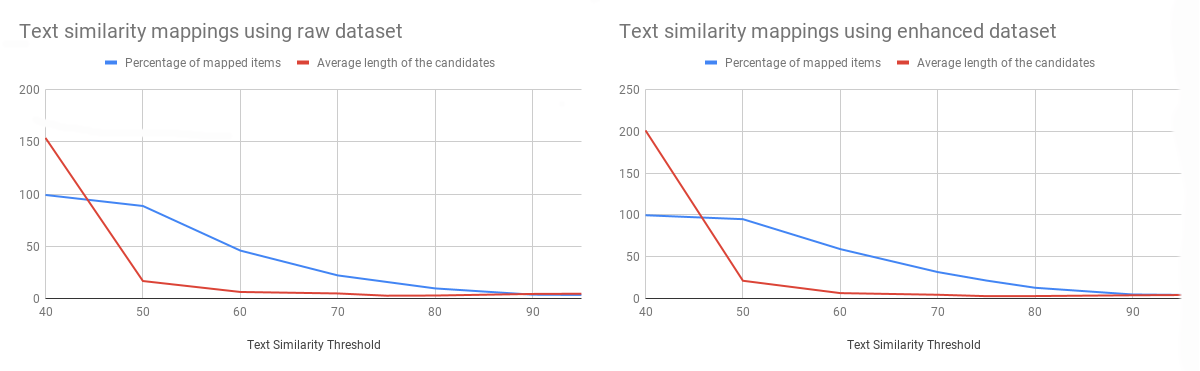 Text similarity mappings using raw dataset
Percentage of mapped items
Average length of the candidates
200
150
100
50
0
40
50
60
70
80
90
Text Similarity Threshold
Text similarity mappings using enhanced dataset
Percentage of mapped items
Average length of the candidates
250
200
150
100
50
0
40
50
60
70
80
90
Text Similarity Threshold